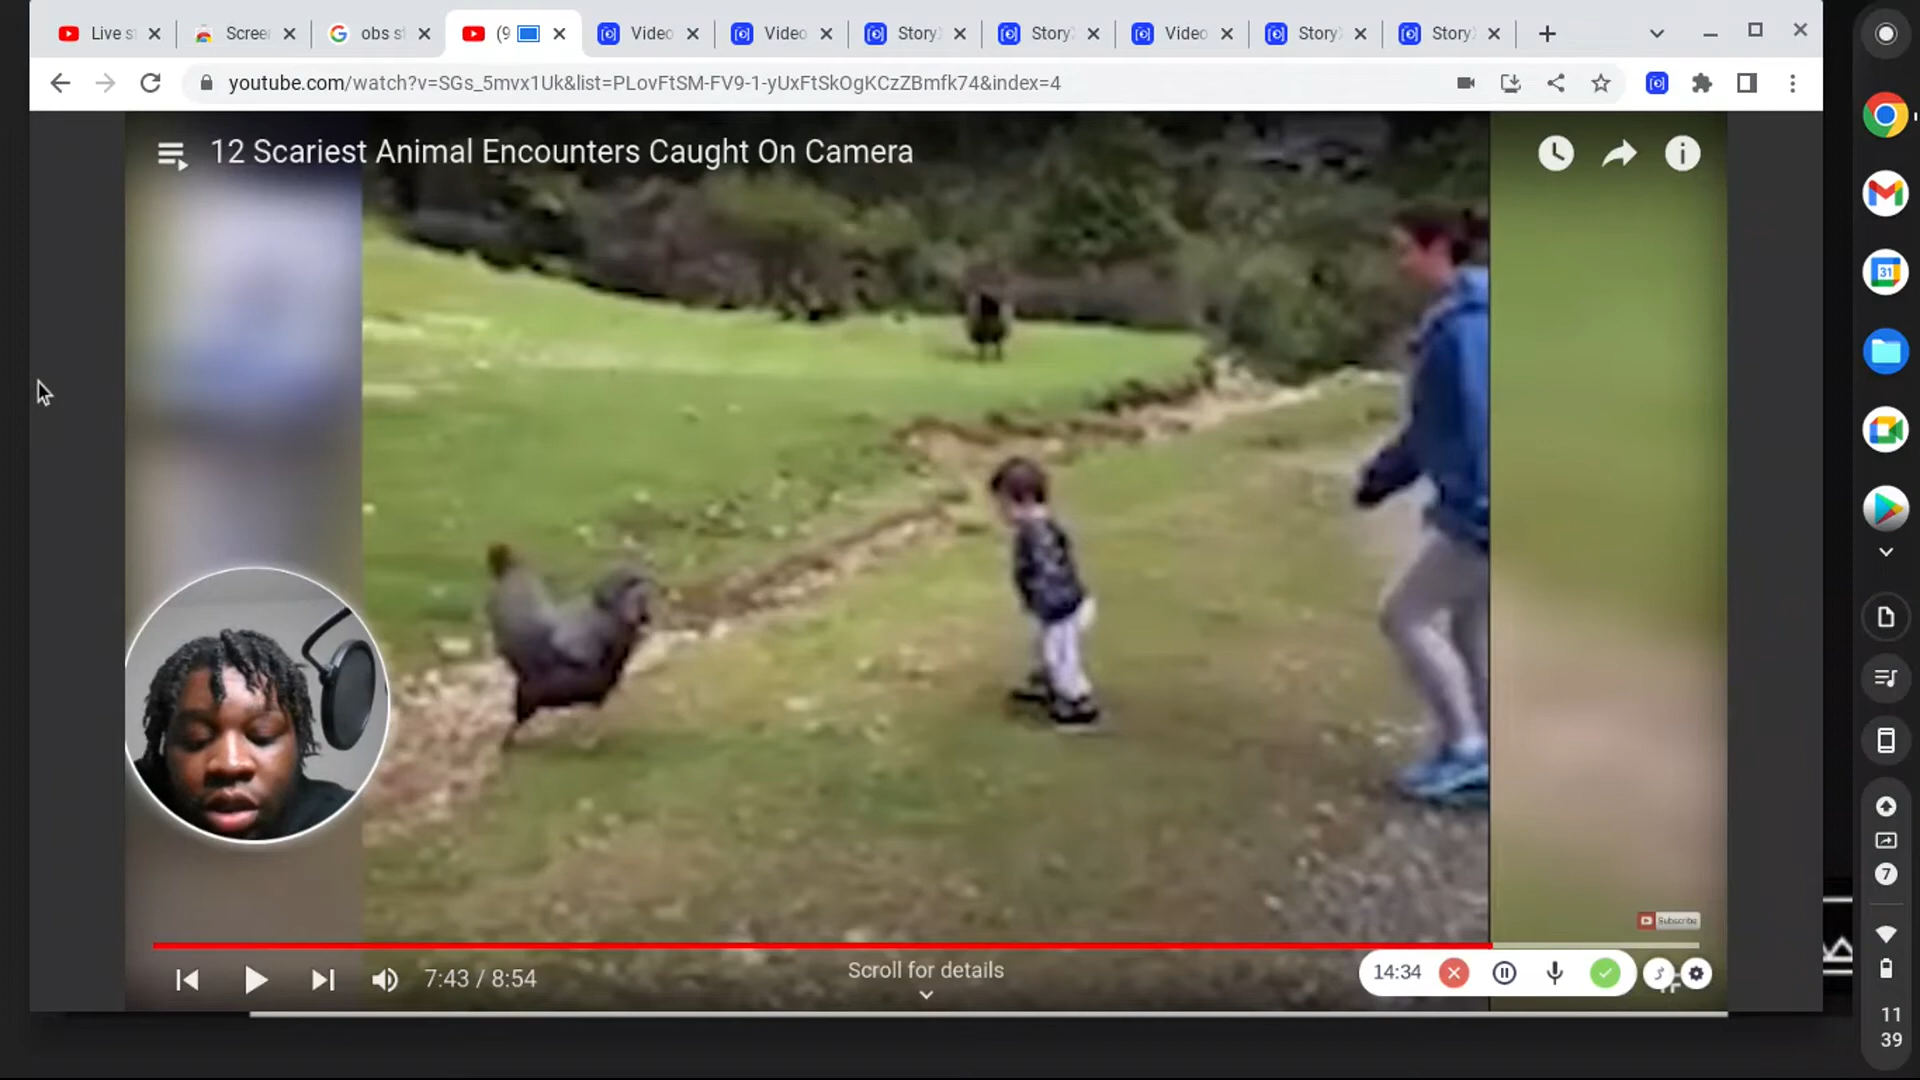 Live s
Screer
obs s
(9
Video
Video
Story
Story
Video
Story
Story
youtube.com/watch?v=SGs_5mvx1Uk&list=PLovFtSM-FV9-1-yUxFtSkOgKCzZBmfk74&index=4
12 Scariest Animal Encounters Caught On Camera
31
Subscribe
7:43 / 8:54
Scroll for details
14:34
7
11
39